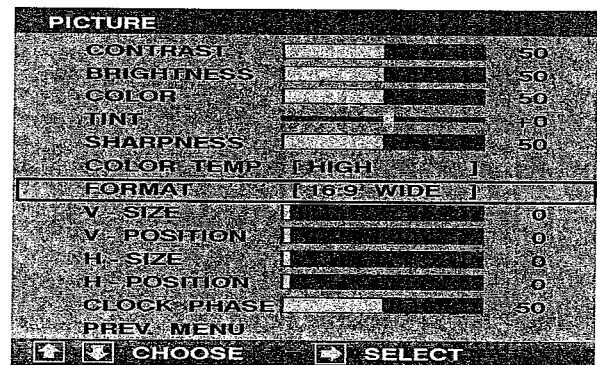 PICTURE
CONTRAST 50
BRIGHTNESS 50
COLOR 50
TINT +0
SHARPNESS 50
COLOR TEMP. [ HIGH ]
FORMAT [ 16:9 WIDE ]
V - SIZE 0
V - POSITION 0
H - SIZE 0
H - POSITION 0
CLOCK PHASE 50
PREV. MENU
CHOOSE SELECT